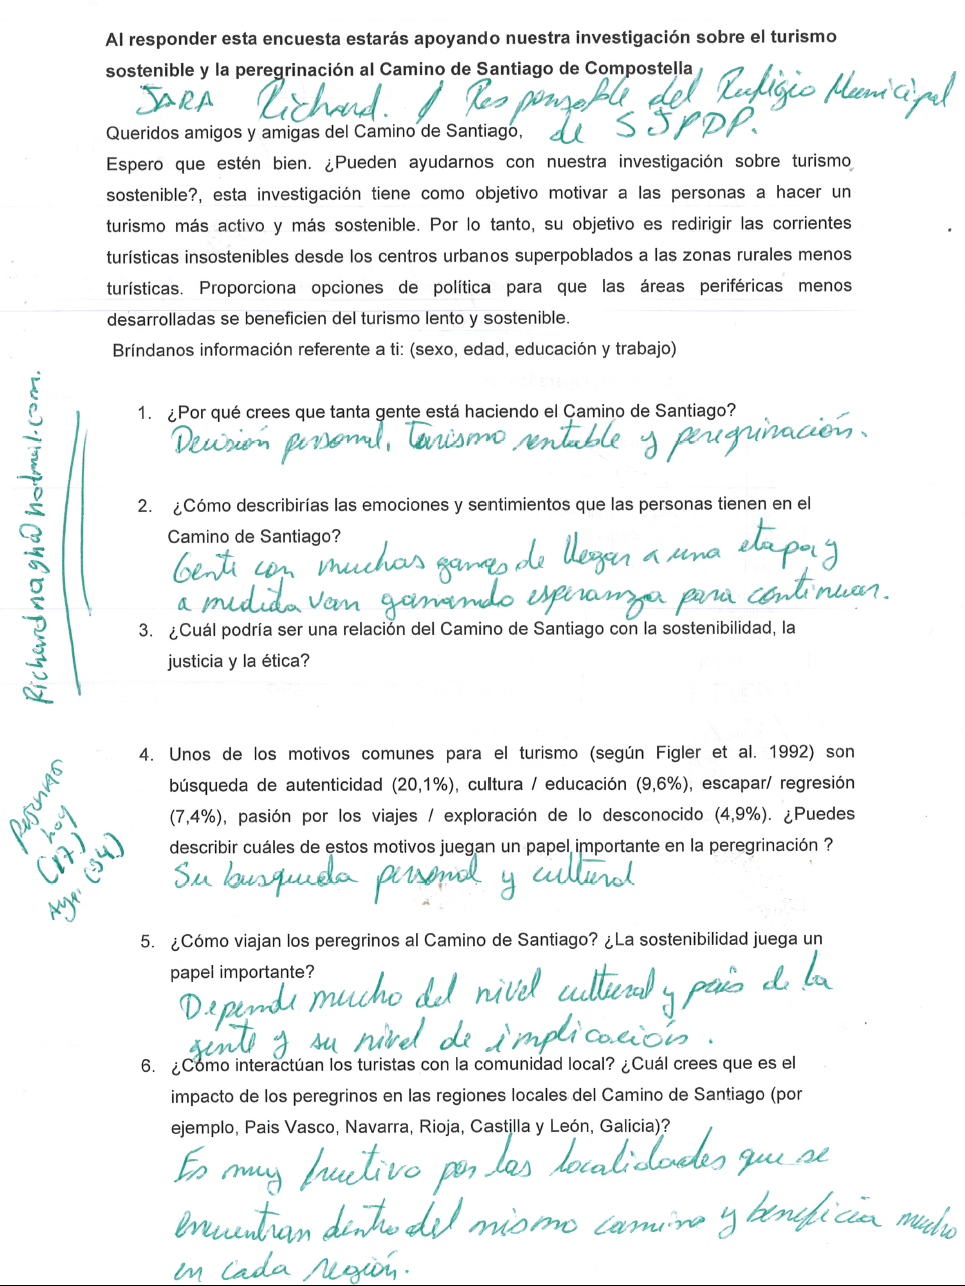 Al responder esta encuesta estarás apoyando nuestra investigación sobre el turismo
sostenible y la peregrinación al Camino de Santiago de Compostella
SARA Richard. / Responsable del Refugio Municipal
de SJPDP.
Queridos amigos y amigas del Camino de Santiago,
Espero que estén bien. ¿Pueden ayudarnos con nuestra investigación sobre turismo
sostenible?, esta investigación tiene como objetivo motivar a las personas a hacer un
turismo más activo y más sostenible. Por lo tanto, su objetivo es redirigir las corrientes
turísticas insostenibles desde los centros urbanos superpoblados a las zonas rurales menos
turísticas. Proporciona opciones de política para que las áreas periféricas menos
desarrolladas se beneficien del turismo lento y sostenible.
Bríndanos información referente a ti: (sexo, edad, educación y trabajo)
Richardnagha@hotmail.com.
1. ¿Por qué crees que tanta gente está haciendo el Camino de Santiago?
Decisión personal, Turismo rentable y peregrinación.
2. ¿Cómo describirías las emociones y sentimientos que las personas tienen en el
Camino de Santiago?
Gente con muchas ganas de llegar a una etapa y
a medida van ganando esperanza para continuar.
3. ¿Cuál podría ser una relación del Camino de Santiago con la sostenibilidad, la
justicia y la ética?
4. Unos de los motivos comunes para el turismo (según Figler et al. 1992) son
búsqueda de autenticidad (20,1%), cultura / educación (9,6%), escapar/ regresión
(7,4%), pasión por los viajes / exploración de lo desconocido (4,9%). ¿Puedes
describir cuáles de estos motivos juegan un papel importante en la peregrinación ?
Su busqueda personal y cultural
hoy
(17)
Ayer (34)
5. ¿Cómo viajan los peregrinos al Camino de Santiago? ¿La sostenibilidad juega un
papel importante?
Depende mucho del nivel cultural y pais de la
gente y su nivel de implicación.
6. ¿Cómo interactúan los turistas con la comunidad local? ¿Cuál crees que es el
impacto de los peregrinos en las regiones locales del Camino de Santiago (por
ejemplo, Pais Vasco, Navarra, Rioja, Castilla y León, Galicia)?
Es muy fructivo por las localidades que se
encuentran dentro del mismo camino y beneficia mucho
en cada región.